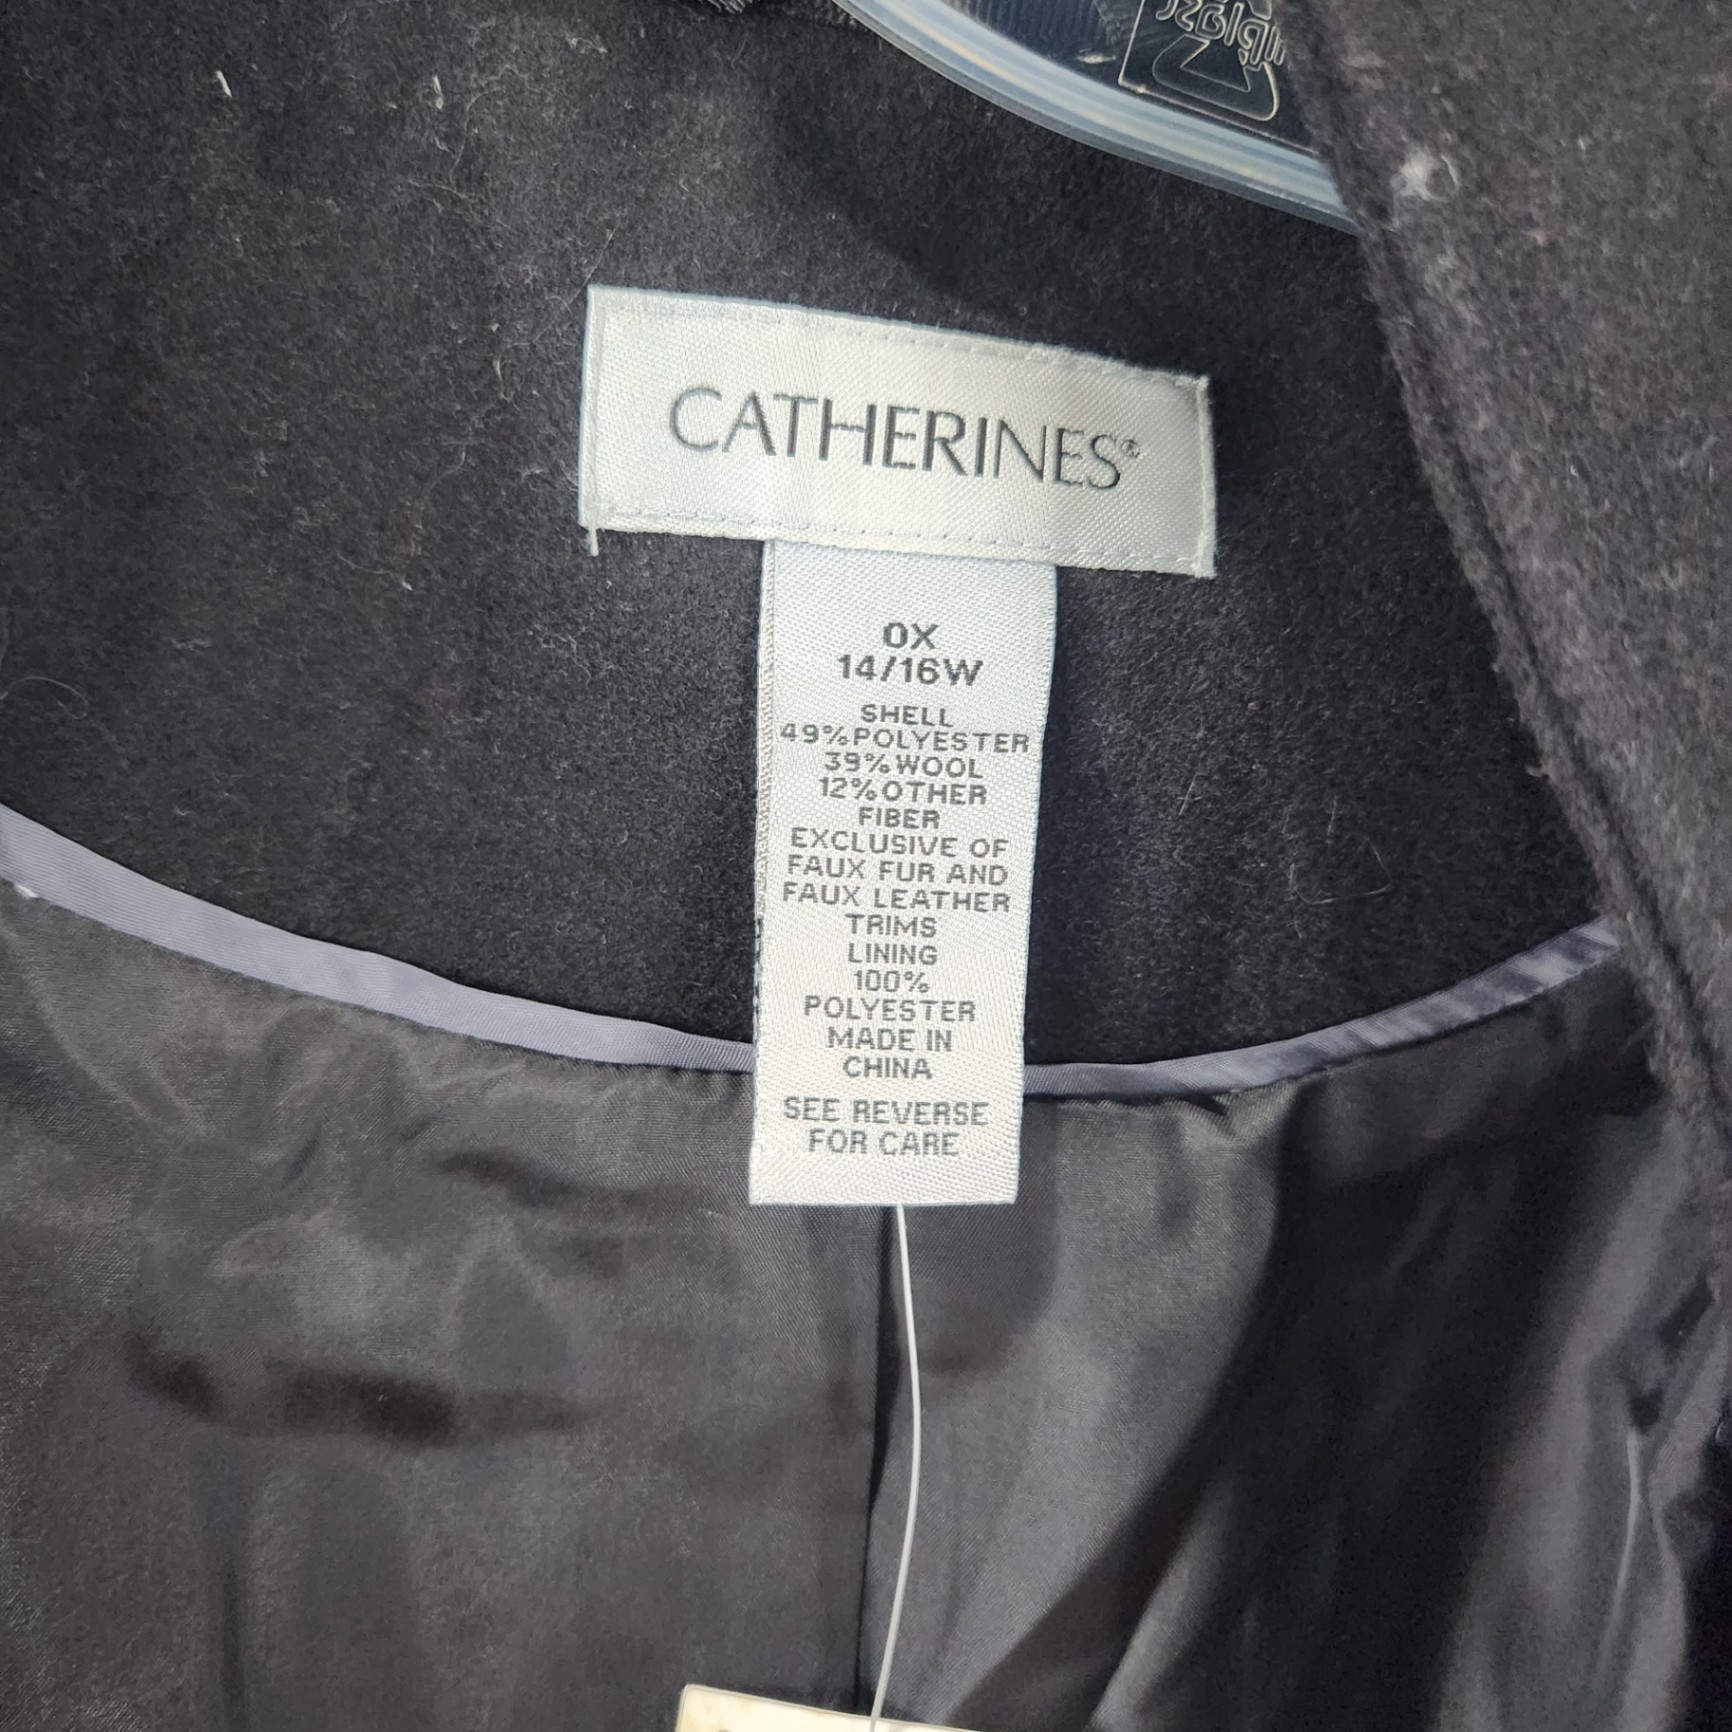 CATHERINES®
0X
14/16W
SHELL
49%POLYESTER
39%WOOL
12%OTHER
FIBER
EXCLUSIVE OF
FAUX FUR AND
FAUX LEATHER
TRIMS
LINING
100%
POLYESTER
MADE IN
CHINA
SEE REVERSE
FOR CARE